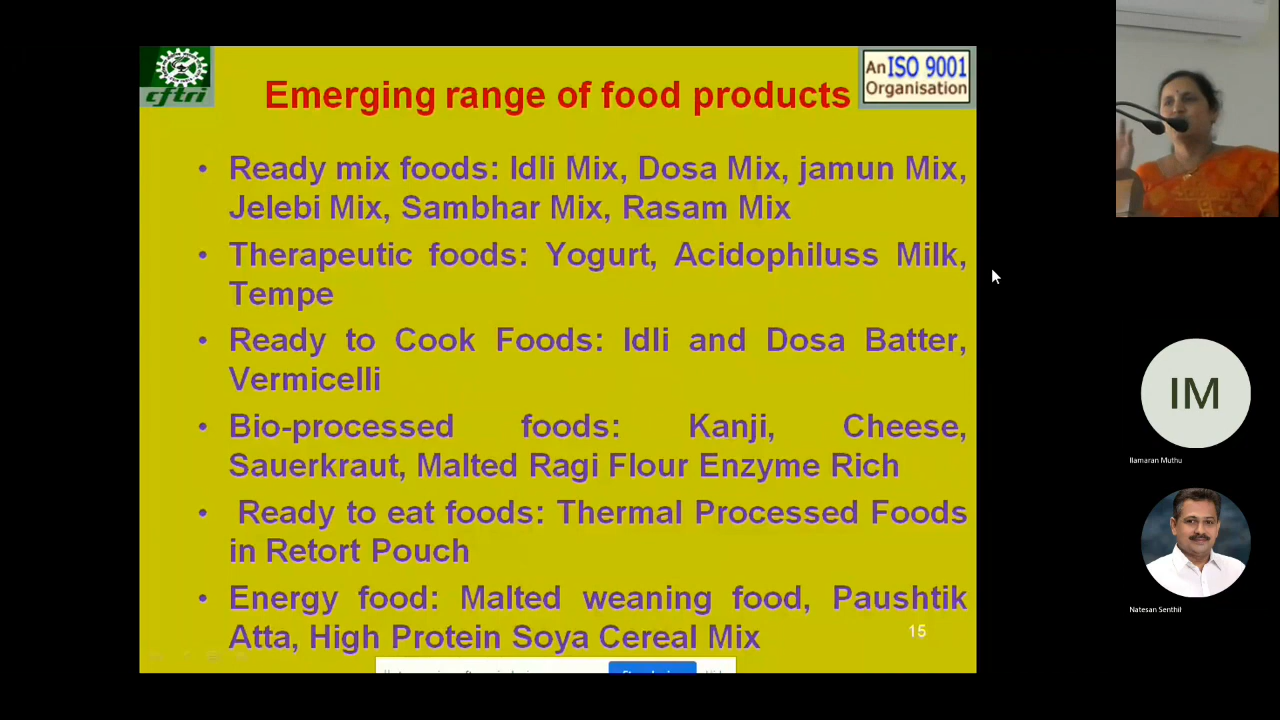 cftri
Emerging range of food products
An ISO 9001
Organisation
• Ready mix foods: Idli Mix, Dosa Mix, jamun Mix,
Jelebi Mix, Sambhar Mix, Rasam Mix
• Therapeutic foods: Yogurt, Acidophiluss Milk,
Tempe
• Ready to Cook Foods: Idli and Dosa Batter,
Vermicelli
• Bio-processed foods: Kanji, Cheese,
Sauerkraut, Malted Ragi Flour Enzyme Rich
• Ready to eat foods: Thermal Processed Foods
in Retort Pouch
• Energy food: Malted weaning food, Paushtik
Atta, High Protein Soya Cereal Mix
15
IM
Ilamaran Muthu
Natesan Senthil